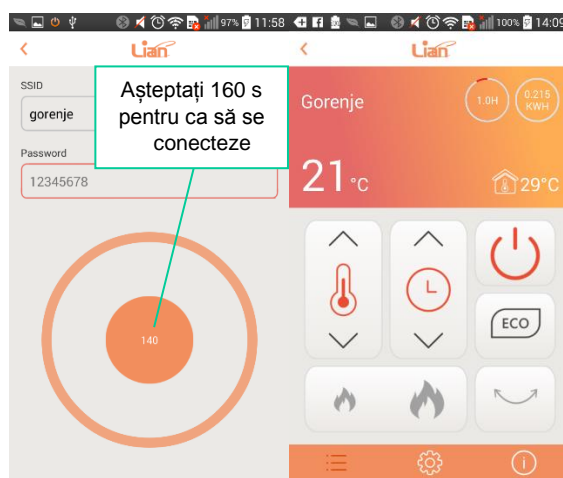 97% 11:58
Lian
SSID
gorenje
Password
12345678
Așteptați 160 s
pentru ca să se
conecteze
140
100% 14:09
Lian
Gorenje
1.0H
0.215
KWH
21 °C
29°C
L
ECO
i